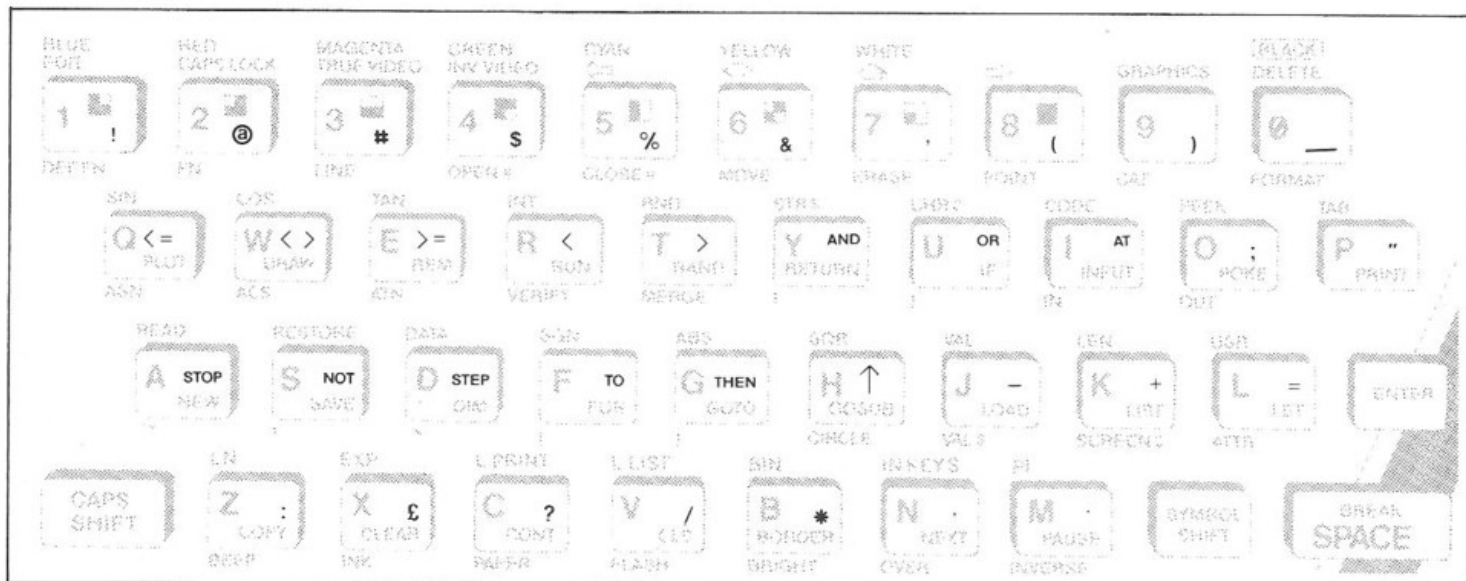 BLUE RED MAGENTA GREEN CYAN YELLOW WHITE BLACK
EDIT CAPS LOCK TRUE VIDEO INV VIDEO GRAPHICS DELETE
1 ! 2 @ 3 # 4 $ 5 % 6 & 7 ' 8 ( 9 ) 0 _
DEF FN FN LINE OPEN # CLOSE # MOVE ERASE POINT CAT FORMAT
SIN COS TAN INT RND STR$ CHR$ CODE PEEK TAB
Q <= W <> E >= R < T > Y AND U OR I AT O ; P "
PLOT DRAW REM RUN RAND RETURN IF INPUT POKE PRINT
ASN ACS ATN VERIFY MERGE IN OUT
READ RESTORE DATA SGN ABS SQR VAL LEN USR
A STOP S NOT D STEP F TO G THEN H ↑ J - K + L = ENTER
NEW SAVE DIM FOR GOTO GOSUB LOAD LIST LET
CIRCLE VAL $ SCREEN $ ATTR
LN EXP L PRINT L LIST BIN IN KEY$ PI
CAPS Z : X £ C ? V / B * N M SYMBOL BREAK
SHIFT COPY CLEAR CONT CLS BORDER NEXT PAUSE SHIFT SPACE
BEEP INK PAPER FLASH BRIGHT OVER INVERSE